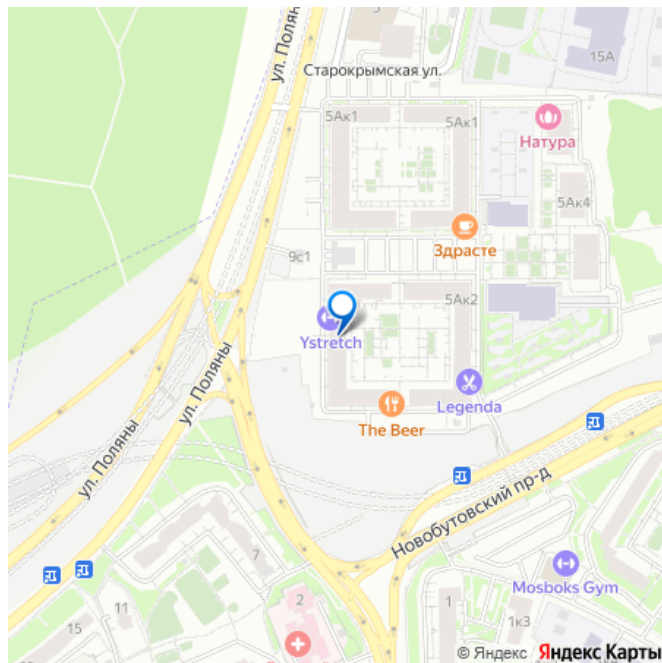 5
15А
ул. Поляны
Старокрымская ул.
5Ак1
5Ак1
Натура
5Ак4
Здрасте
9с1
5Ак2
Ystretch
ул. Поляны
Legenda
The Beer
ул. Поляны
Новобутовский пр-д
7
Mosboks Gym
2
1
1к3
11
15
© Яндекс Яндекс Карты